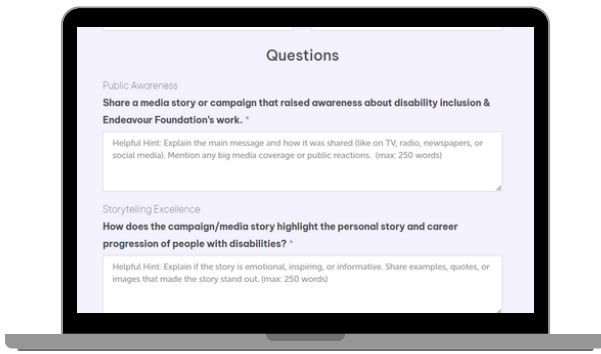 Questions
Public Awareness
Share a media story or campaign that raised awareness about disability inclusion &
Endeavour Foundation's work. *
Helpful Hint: Explain the main message and how it was shared (like on TV, radio, newspapers, or
social media). Mention any big media coverage or public reactions.  (max: 250 words)
Storytelling Excellence
How does the campaign/media story highlight the personal story and career
progression of people with disabilities? *
Helpful Hint: Explain if the story is emotional, inspiring, or informative. Share examples, quotes, or
images that made the story stand out. (max: 250 words)